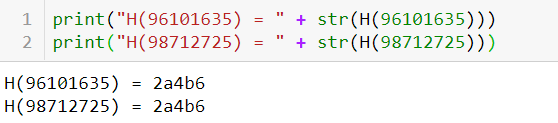 1 print("H(96101635) = " + str(H(96101635)))
2 print("H(98712725) = " + str(H(98712725)))
H(96101635) = 2a4b6
H(98712725) = 2a4b6